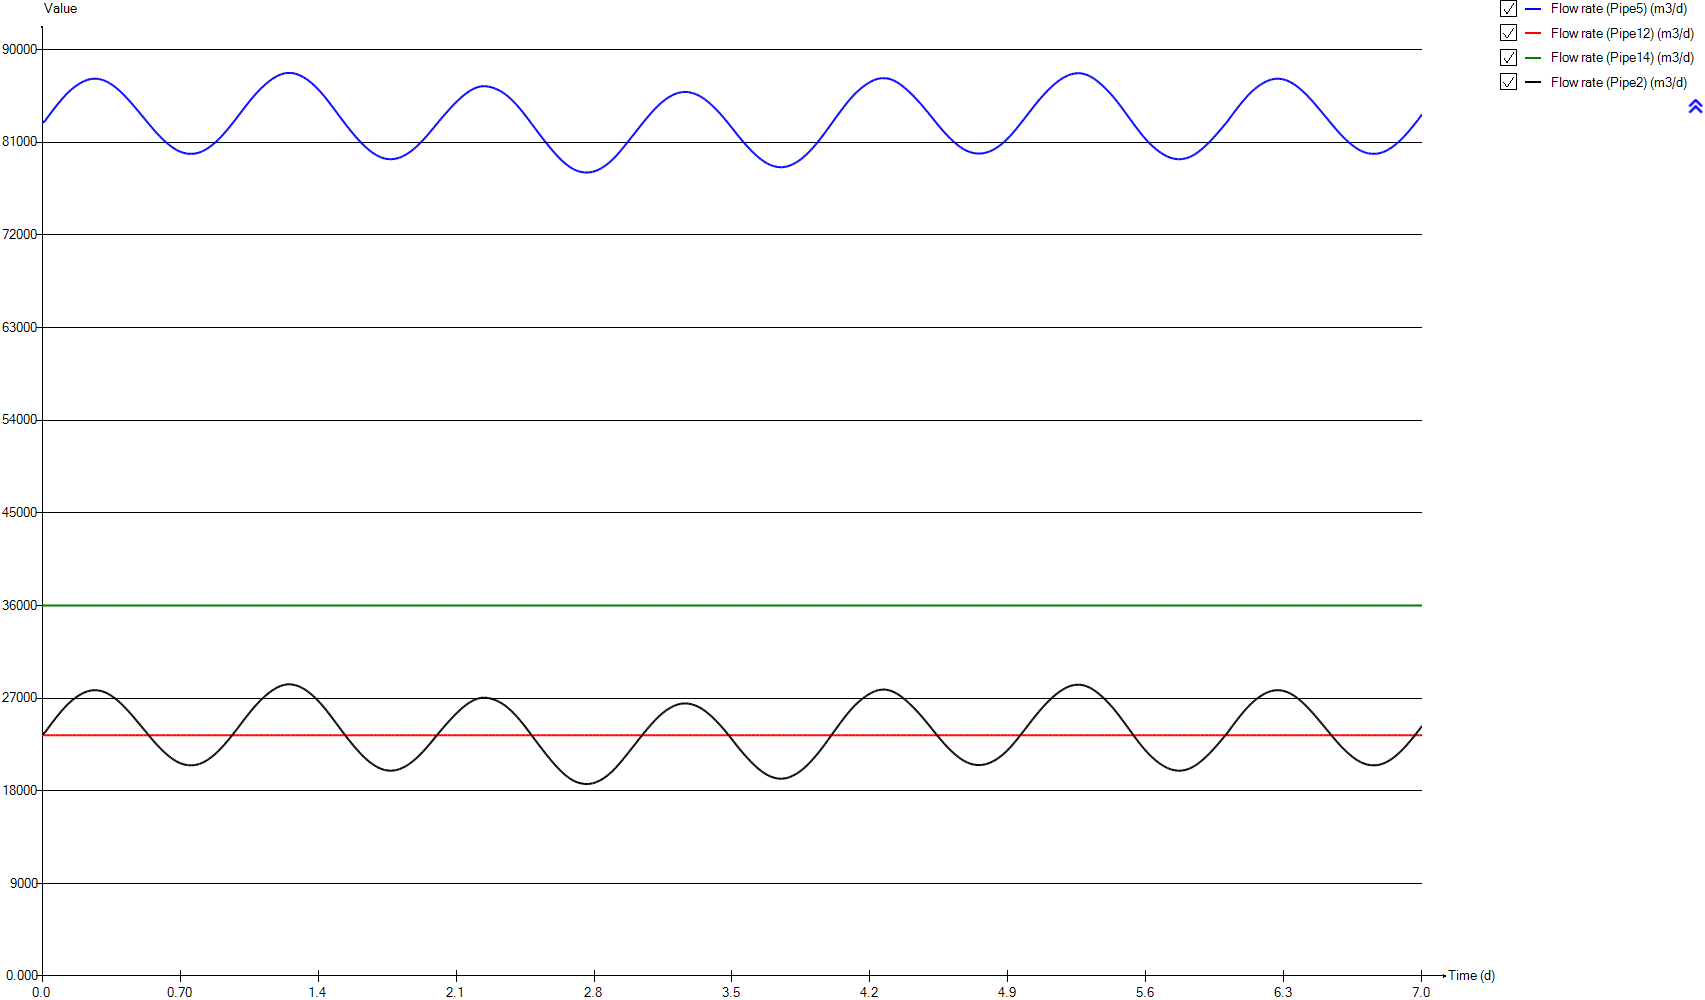 Value
Flow rate (Pipe5) (m3/d)
Flow rate (Pipe12) (m3/d)
Flow rate (Pipe14) (m3/d)
Flow rate (Pipe2) (m3/d)
90000
81000
72000
63000
54000
45000
36000
27000
18000
9000
0.000
Time (d)
0.0 0.70 1.4 2.1 2.8 3.5 4.2 4.9 5.6 6.3 7.0